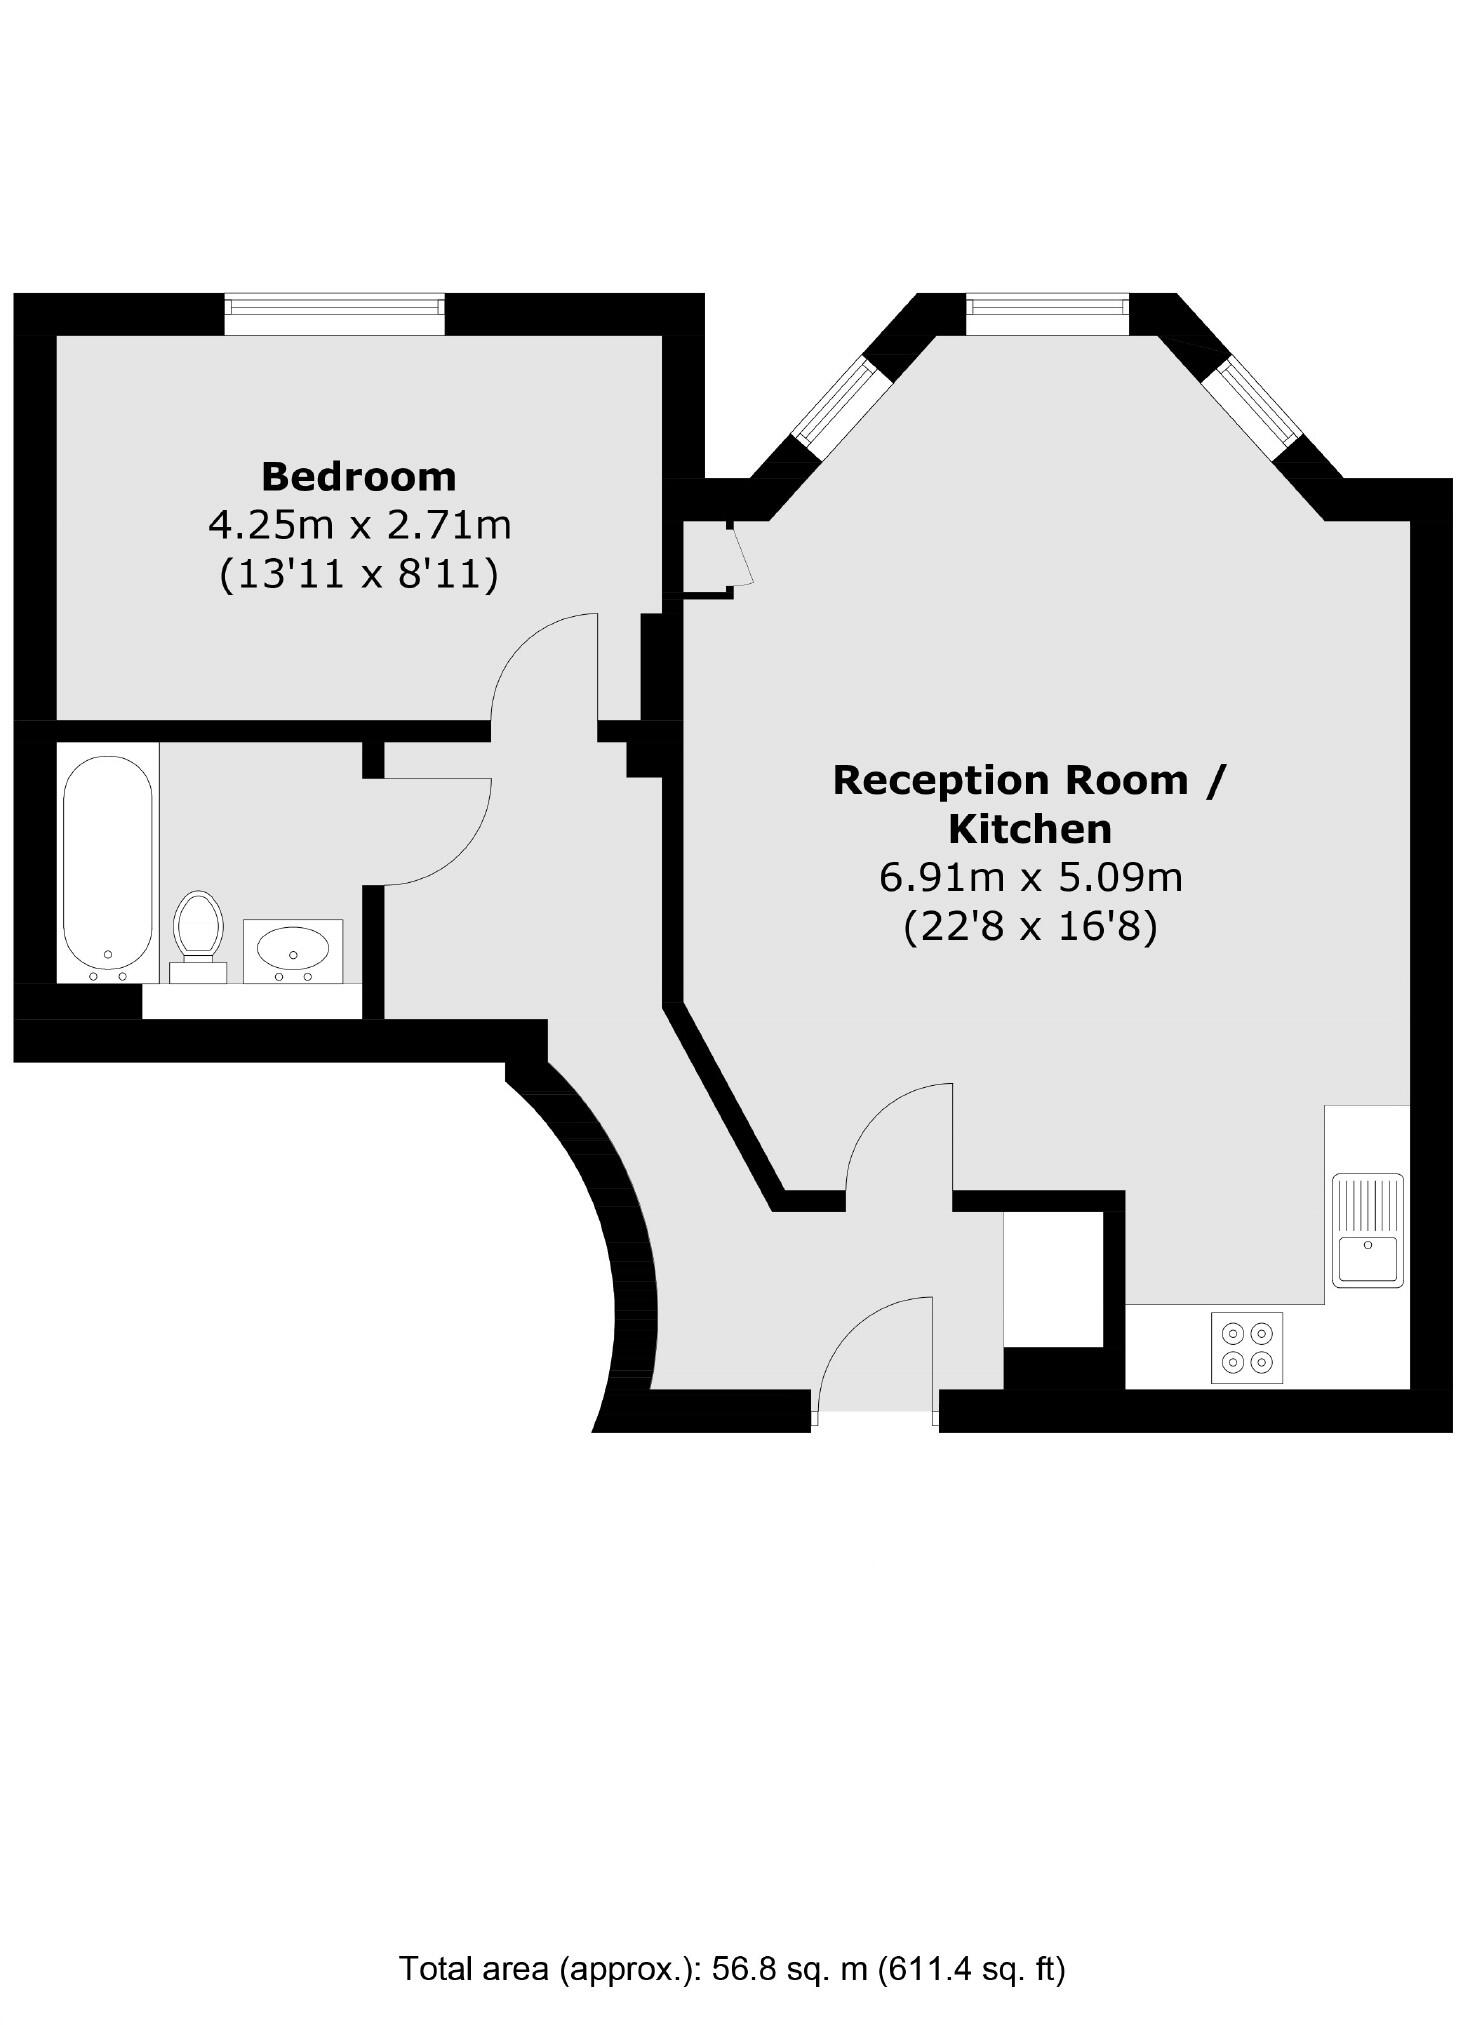 Bedroom
4.25m x 2.71m
(13'11 x 8'11)
Reception Room /
Kitchen
6.91m x 5.09m
(22'8 x 16'8)
Total area (approx.): 56.8 sq. m (611.4 sq. ft)